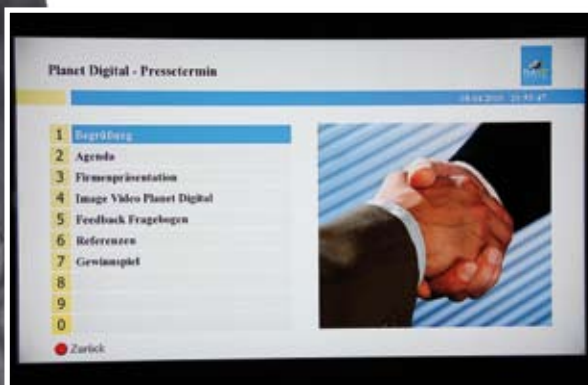 Planet Digital - Pressetermin
1 Begrüßung
2 Agenda
3 Firmenpräsentation
4 Image Video Planet Digital
5 Feedback Fragebogen
6 Referenzen
7 Gewinnspiel
8
9
0
Zurück